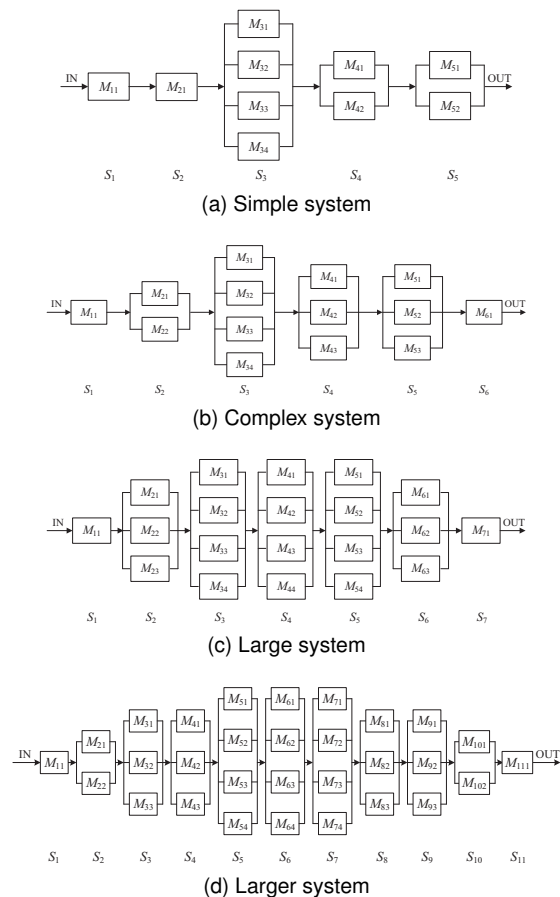 M31
M32
IN M11 M21 M41 M51 OUT
M33 M42 M52
M34
S1 S2 S3 S4 S5
(a) Simple system
M31
M21 M32 M41 M51
IN M11 M42 M52 M61 OUT
M22 M33 M43 M53
M34
S1 S2 S3 S4 S5 S6
(b) Complex system
M31 M41 M51
M21 M61
M32 M42 M52
IN M11 M22 M62 M71 OUT
M33 M43 M53
M23 M63
M34 M44 M54
S1 S2 S3 S4 S5 S6 S7
(c) Large system
M51 M61 M71
M31 M41 M81 M91
M21 M52 M62 M72 M101
IN M11 M32 M42 M82 M92 M111 OUT
M22 M53 M63 M73 M102
M33 M43 M83 M93
M54 M64 M74
S1 S2 S3 S4 S5 S6 S7 S8 S9 S10 S11
(d) Larger system